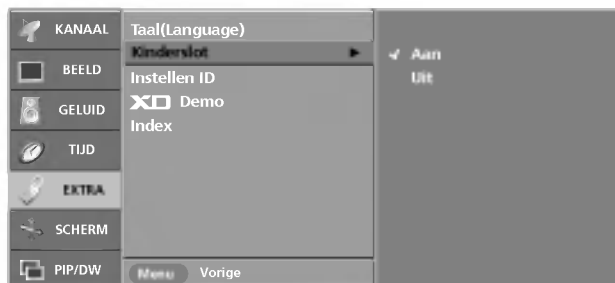 KANAAL
BEELD
GELUID
TIJD
EXTRA
SCHERM
PIP/DW
Taal(Language)
Kinderslot
Instellen ID
XD Demo
Index
Menu Vorige
Aan
Uit